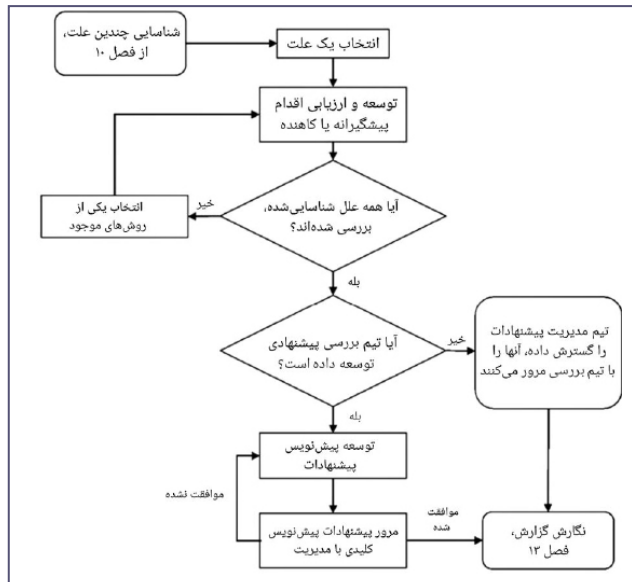 شناسایی چندین علت،
از فصل ۱۰
انتخاب یک علت
توسعه و ارزیابی اقدام
پیشگیرانه یا کاهنده
آیا همه علل شناسایی‌شده،
بررسی شده‌اند؟
خیر
انتخاب یکی از
روش‌های موجود
بله
آیا تیم بررسی پیشنهادی
توسعه داده است؟
خیر
تیم مدیریت پیشنهادات
را گسترش داده، آنها را
با تیم بررسی مرور می‌کنند
بله
توسعه پیش‌نویس
پیشنهادات
موافقت نشده
مرور پیشنهادات پیش‌نویس
کلیدی با مدیریت
موافقت
شده
نگارش گزارش،
فصل ۱۳